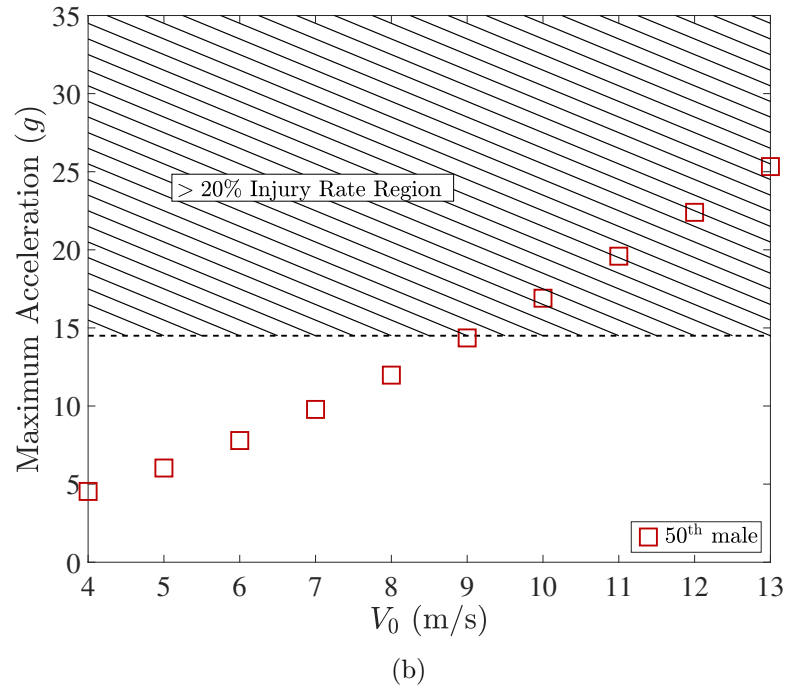 35
30
25
20
15
10
5
0
Maximum Acceleration (g)
> 20% Injury Rate Region
50th male
4 5 6 7 8 9 10 11 12 13
V0 (m/s)
(b)